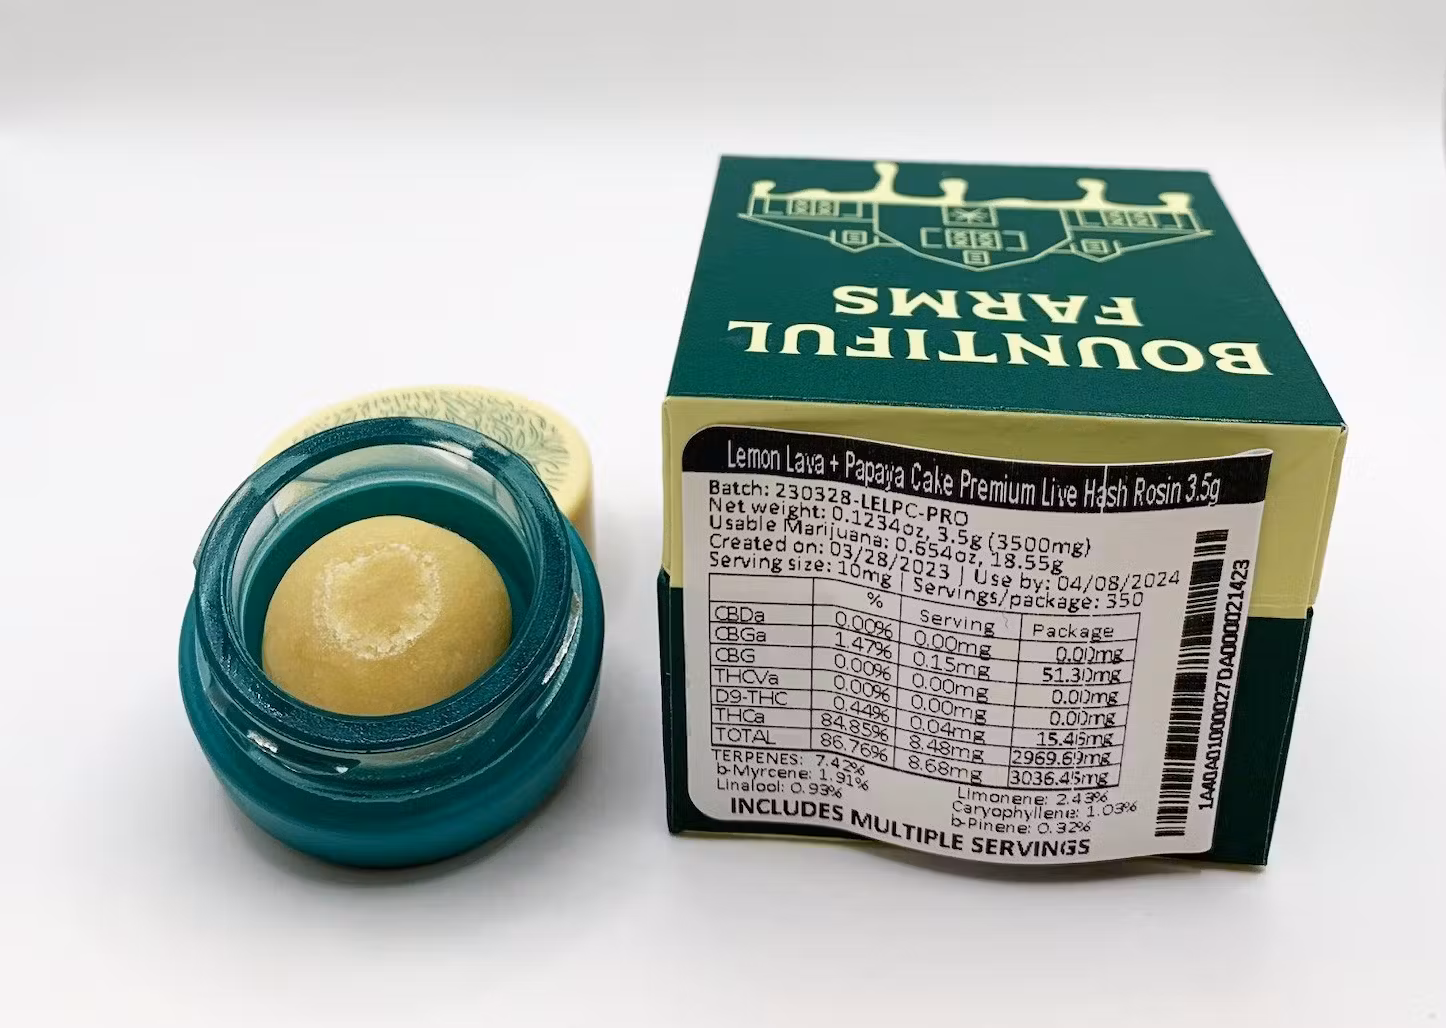 BOUNTIFUL
FARMS
Lemon Lava + Papaya Cake Premium Live Hash Rosin 3.5g
Batch: 230328-LELPC-PRO
Net weight: 0.1234oz, 3.5g (3500mg)
Usable Marijuana: 0.654oz, 18.55g
Created on: 03/28/2023 | Use by: 04/08/2024
Serving size: 10mg | Servings/package: 350
% Serving Package
CBDa 0.00% 0.00mg 0.00mg
CBGa 1.47% 0.15mg 51.30mg
CBG 0.00% 0.00mg 0.00mg
THCVa 0.00% 0.00mg 0.00mg
D9-THC 0.44% 0.04mg 15.46mg
THCa 84.85% 8.48mg 2969.69mg
TOTAL 86.76% 8.68mg 3036.45mg
TERPENES: 7.42%
b-Myrcene: 1.91% Limonene: 2.43%
Linalool: 0.93% Caryophyllene: 1.03%
b-Pinene: 0.32%
INCLUDES MULTIPLE SERVINGS
1A40A01000027DA000021423